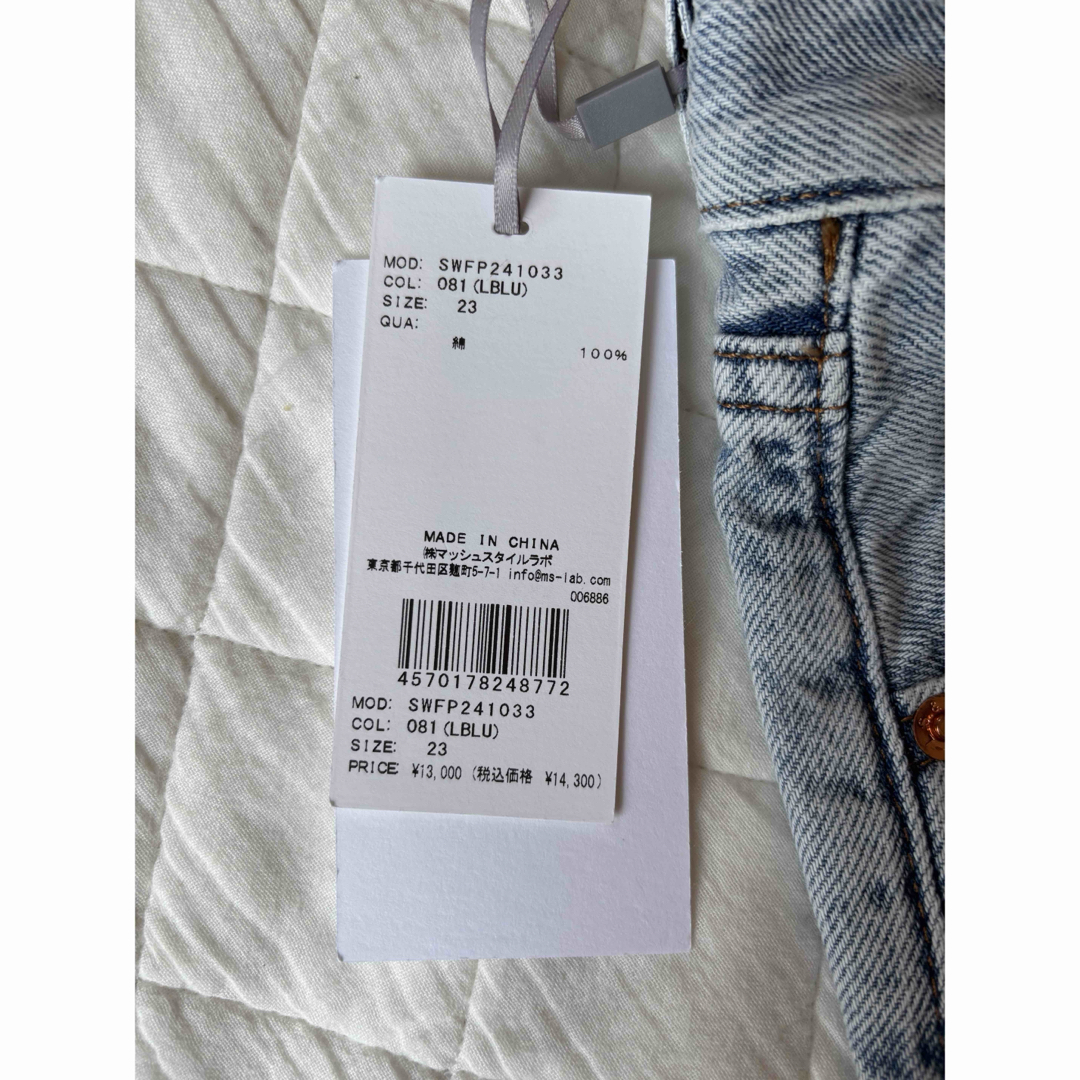 MOD: SWFP241033
COL: 081(LBLU)
SIZE: 23
QUA:
綿 100%
MADE IN CHINA
㈱マッシュスタイルラボ
東京都千代田区麹町5-7-1 info@ms-lab.com
006886
4570178248772
MOD: SWFP241033
COL: 081(LBLU)
SIZE: 23
PRICE: ¥13,000 (税込価格 ¥14,300)